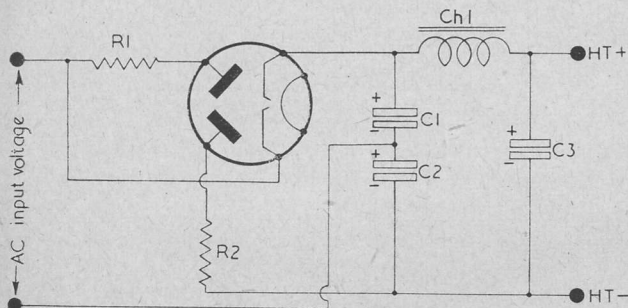 Ch1
R1
HT+
+
-
C1
+
-
C2
+
-
C3
AC input voltage
R2
HT-